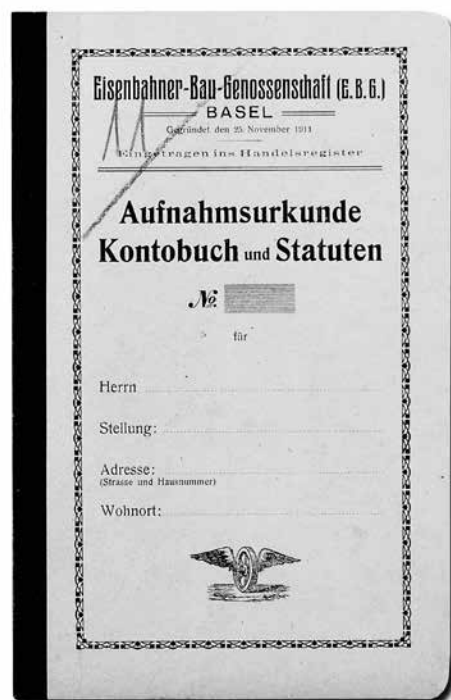 Eisenbahner-Bau-Genossenschaft (E.B.G.)
BASEL
Gegründet den 25. November 1911
Eingetragen ins Handelsregister
Aufnahmsurkunde
Kontobuch und Statuten
No.
für
Herrn
Stellung:
Adresse:
(Strasse und Hausnummer)
Wohnort: